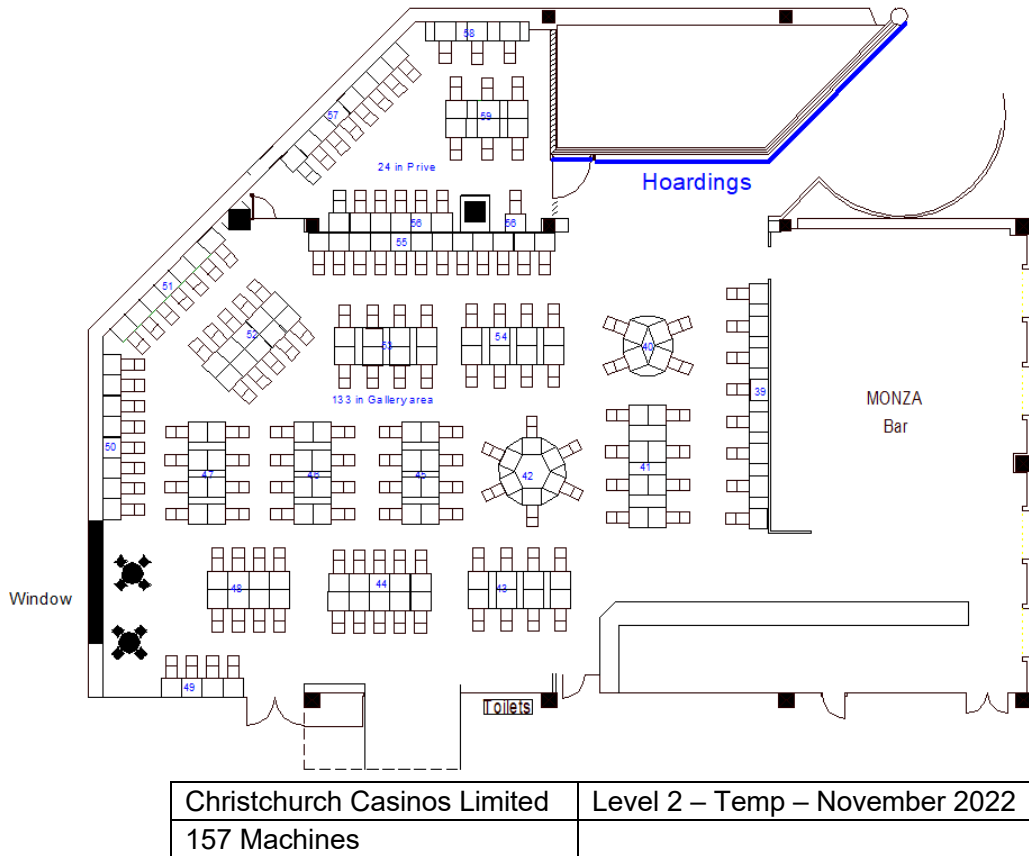 58
57
59
24 in Prive
Hoardings
56
56
55
51
52
53
54
40
133 in Gallery area
39
MONZA
Bar
50
47
46
45
42
41
48
44
43
Window
49
Toilets
Christchurch Casinos Limited
Level 2 – Temp – November 2022
157 Machines